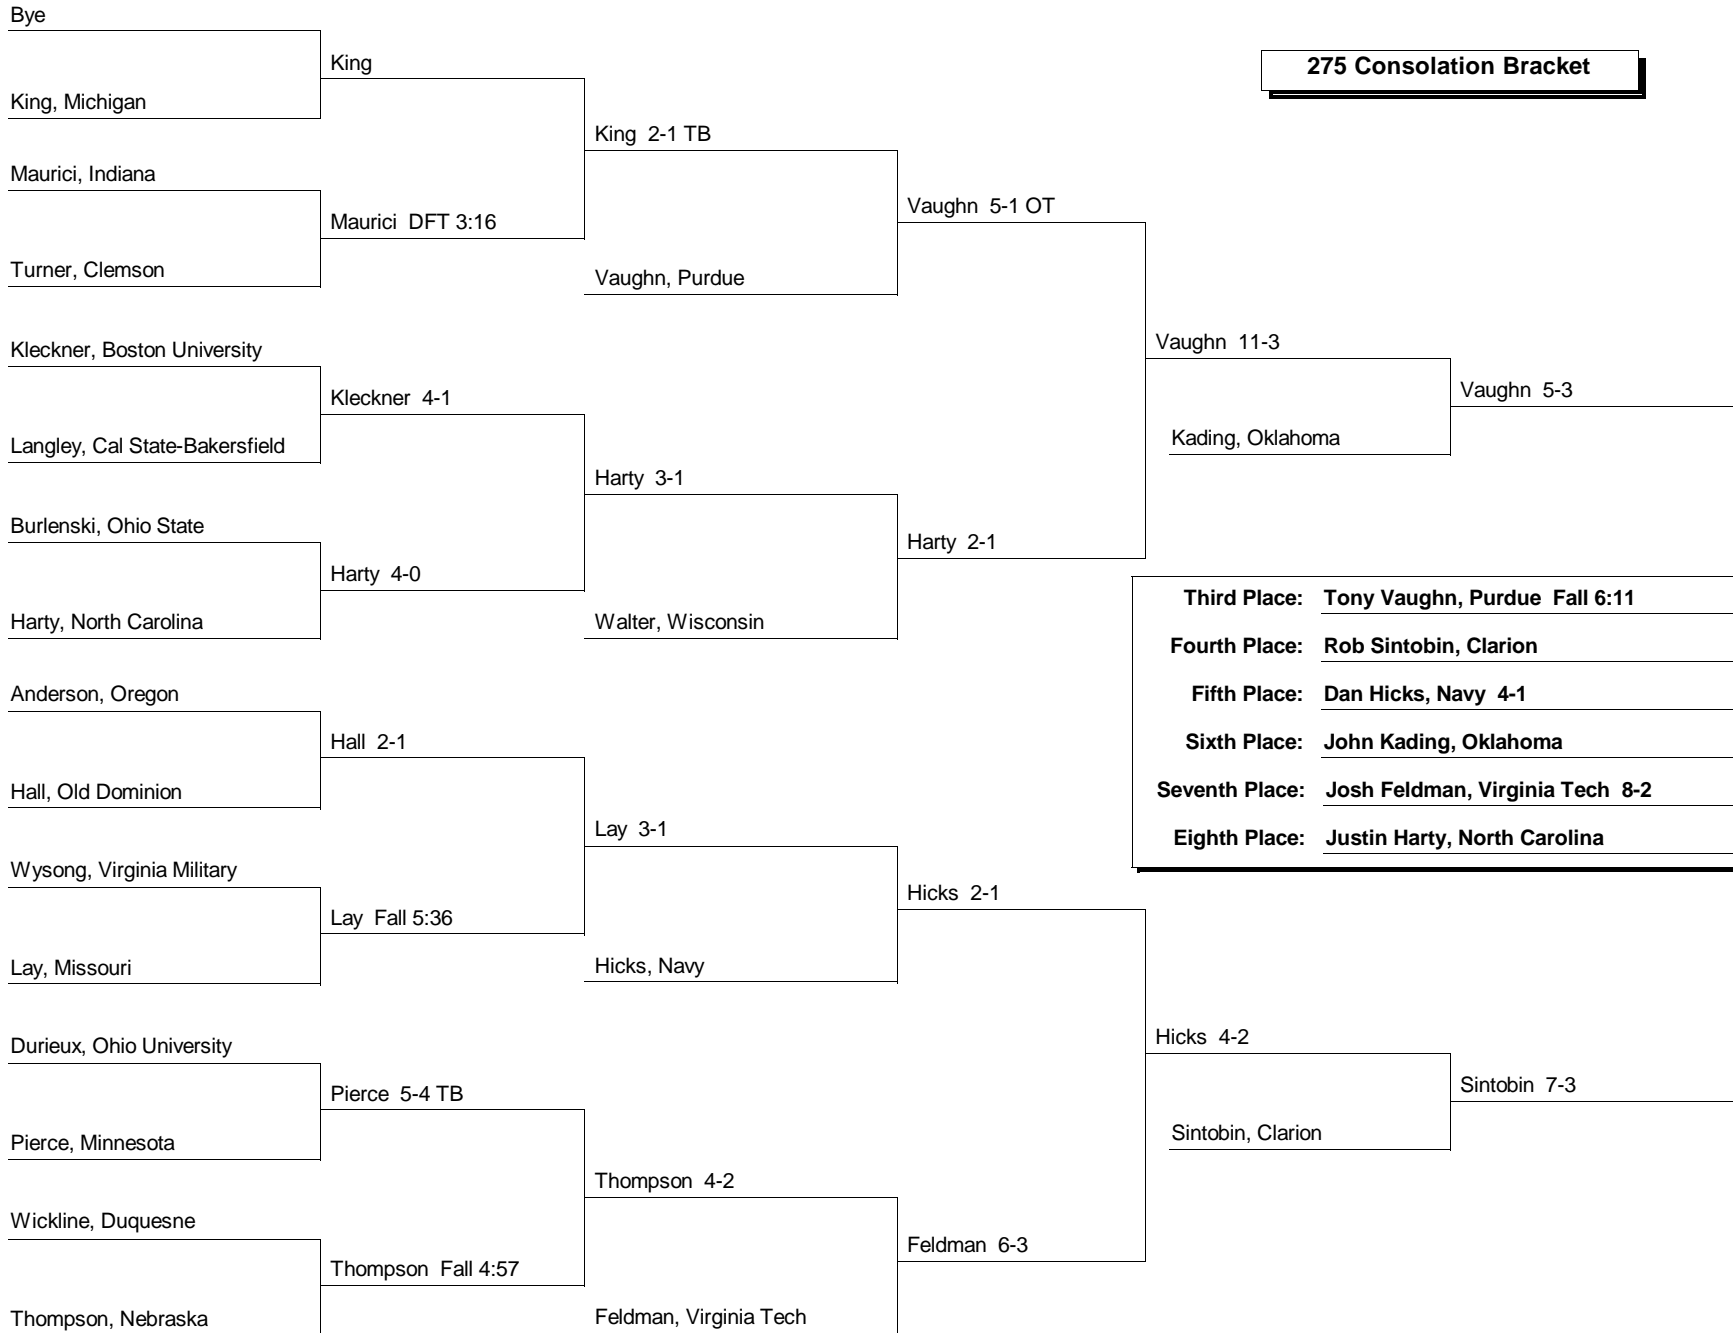 Bye
King, Michigan
Maurici, Indiana
Turner, Clemson
Kleckner, Boston University
Langley, Cal State-Bakersfield
Burlenski, Ohio State
Harty, North Carolina
Anderson, Oregon
Hall, Old Dominion
Wysong, Virginia Military
Lay, Missouri
Durieux, Ohio University
Pierce, Minnesota
Wickline, Duquesne
Thompson, Nebraska
King
Maurici DFT 3:16
Kleckner 4-1
Harty 4-0
Hall 2-1
Lay Fall 5:36
Pierce 5-4 TB
Thompson Fall 4:57
King 2-1 TB
Vaughn, Purdue
Harty 3-1
Walter, Wisconsin
Lay 3-1
Hicks, Navy
Thompson 4-2
Feldman, Virginia Tech
Vaughn 5-1 OT
Harty 2-1
Hicks 2-1
Feldman 6-3
Vaughn 11-3
Kading, Oklahoma
Hicks 4-2
Sintobin, Clarion
Vaughn 5-3
Sintobin 7-3
275 Consolation Bracket
Third Place: Tony Vaughn, Purdue Fall 6:11
Fourth Place: Rob Sintobin, Clarion
Fifth Place: Dan Hicks, Navy 4-1
Sixth Place: John Kading, Oklahoma
Seventh Place: Josh Feldman, Virginia Tech 8-2
Eighth Place: Justin Harty, North Carolina